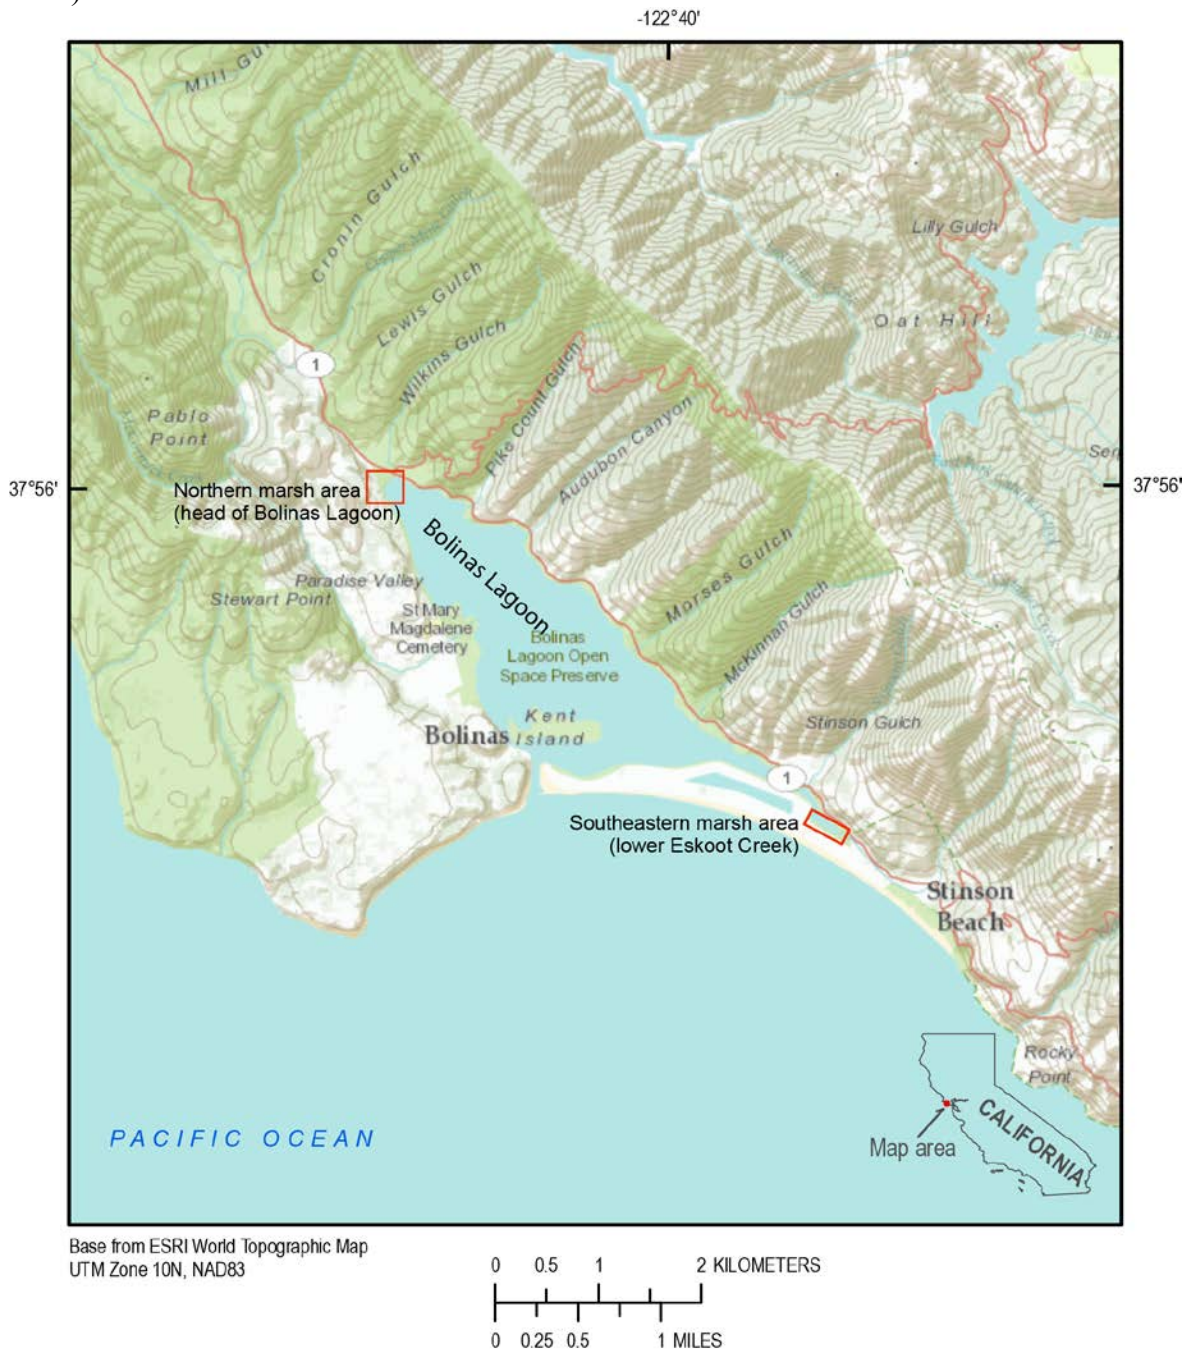 )
-122°40'
Mill Gu
Cronin Gulch
Lilly Gulch
Lewis Gulch
Oat Hill
Wilkins Gulch
1
Pike Count Gulch
Pablo
Point
Audubon Canyon
37°56'
37°56'
Northern marsh area
(head of Bolinas Lagoon)
Bolinas Lagoon
Morses Gulch
Paradise Valley
Stewart Point
McKinnan Gulch
St Mary
Magdalene
Cemetery
Bolinas
Lagoon Open
Space Preserve
Kent
Island
Bolinas
Stinson Gulch
1
Southeastern marsh area
(lower Eskoot Creek)
Stinson
Beach
Rocky
Point
CALIFORNIA
Map area
PACIFIC OCEAN
Base from ESRI World Topographic Map
UTM Zone 10N, NAD83
0 0.5 1 2 KILOMETERS
0 0.25 0.5 1 MILES